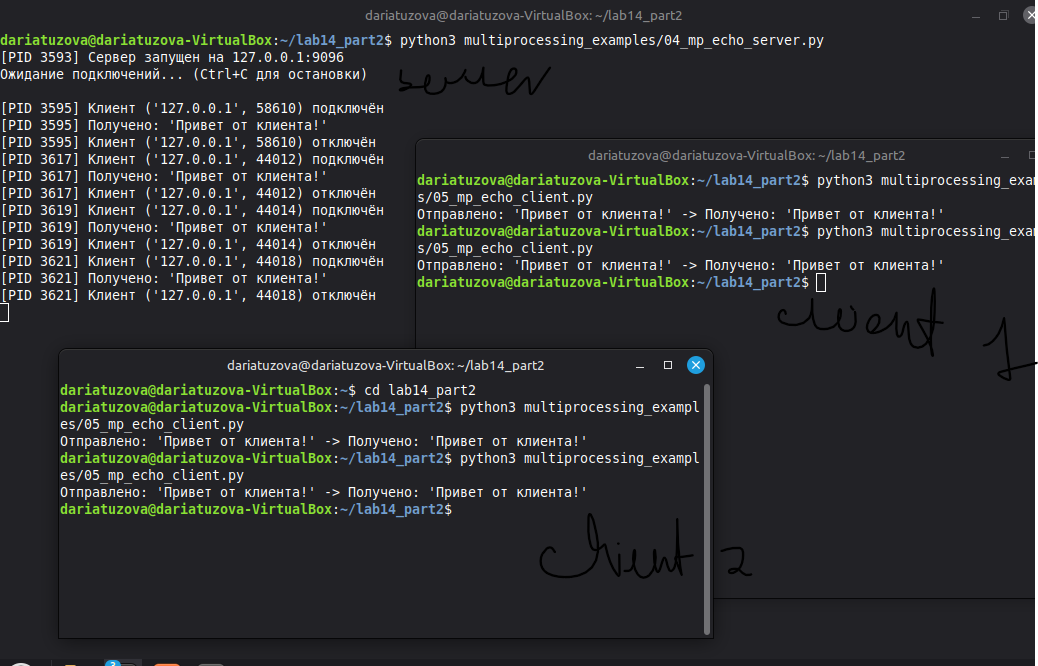 dariatuzova@dariatuzova-VirtualBox: ~/lab14_part2
dariatuzova@dariatuzova-VirtualBox:~/lab14_part2$ python3 multiprocessing_examples/04_mp_echo_server.py
[PID 3593] Сервер запущен на 127.0.0.1:9096
Ожидание подключений... (Ctrl+C для остановки)
[PID 3595] Клиент ('127.0.0.1', 58610) подключён
[PID 3595] Получено: 'Привет от клиента!'
[PID 3595] Клиент ('127.0.0.1', 58610) отключён
[PID 3617] Клиент ('127.0.0.1', 44012) подключён
[PID 3617] Получено: 'Привет от клиента!'
[PID 3617] Клиент ('127.0.0.1', 44012) отключён
[PID 3619] Клиент ('127.0.0.1', 44014) подключён
[PID 3619] Получено: 'Привет от клиента!'
[PID 3619] Клиент ('127.0.0.1', 44014) отключён
[PID 3621] Клиент ('127.0.0.1', 44018) подключён
[PID 3621] Получено: 'Привет от клиента!'
[PID 3621] Клиент ('127.0.0.1', 44018) отключён
dariatuzova@dariatuzova-VirtualBox: ~/lab14_part2
dariatuzova@dariatuzova-VirtualBox:~/lab14_part2$ python3 multiprocessing_exam
s/05_mp_echo_client.py
Отправлено: 'Привет от клиента!' -> Получено: 'Привет от клиента!'
dariatuzova@dariatuzova-VirtualBox:~/lab14_part2$ python3 multiprocessing_exam
s/05_mp_echo_client.py
Отправлено: 'Привет от клиента!' -> Получено: 'Привет от клиента!'
dariatuzova@dariatuzova-VirtualBox:~/lab14_part2$
client 1
dariatuzova@dariatuzova-VirtualBox: ~/lab14_part2
dariatuzova@dariatuzova-VirtualBox:~$ cd lab14_part2
dariatuzova@dariatuzova-VirtualBox:~/lab14_part2$ python3 multiprocessing_exampl
es/05_mp_echo_client.py
Отправлено: 'Привет от клиента!' -> Получено: 'Привет от клиента!'
dariatuzova@dariatuzova-VirtualBox:~/lab14_part2$ python3 multiprocessing_exampl
es/05_mp_echo_client.py
Отправлено: 'Привет от клиента!' -> Получено: 'Привет от клиента!'
dariatuzova@dariatuzova-VirtualBox:~/lab14_part2$
client 2